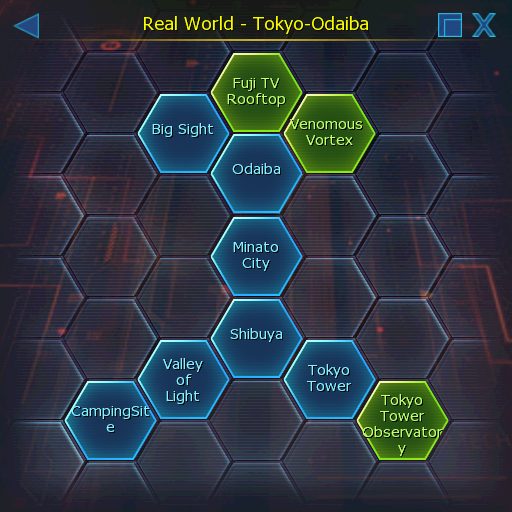 Real World - Tokyo-Odaiba
Fuji TV
Rooftop
Big Sight
Venomous
Vortex
Odaiba
Minato
City
Shibuya
Valley
of
Light
Tokyo
Tower
CampingSit
e
Tokyo
Tower
Observator
y